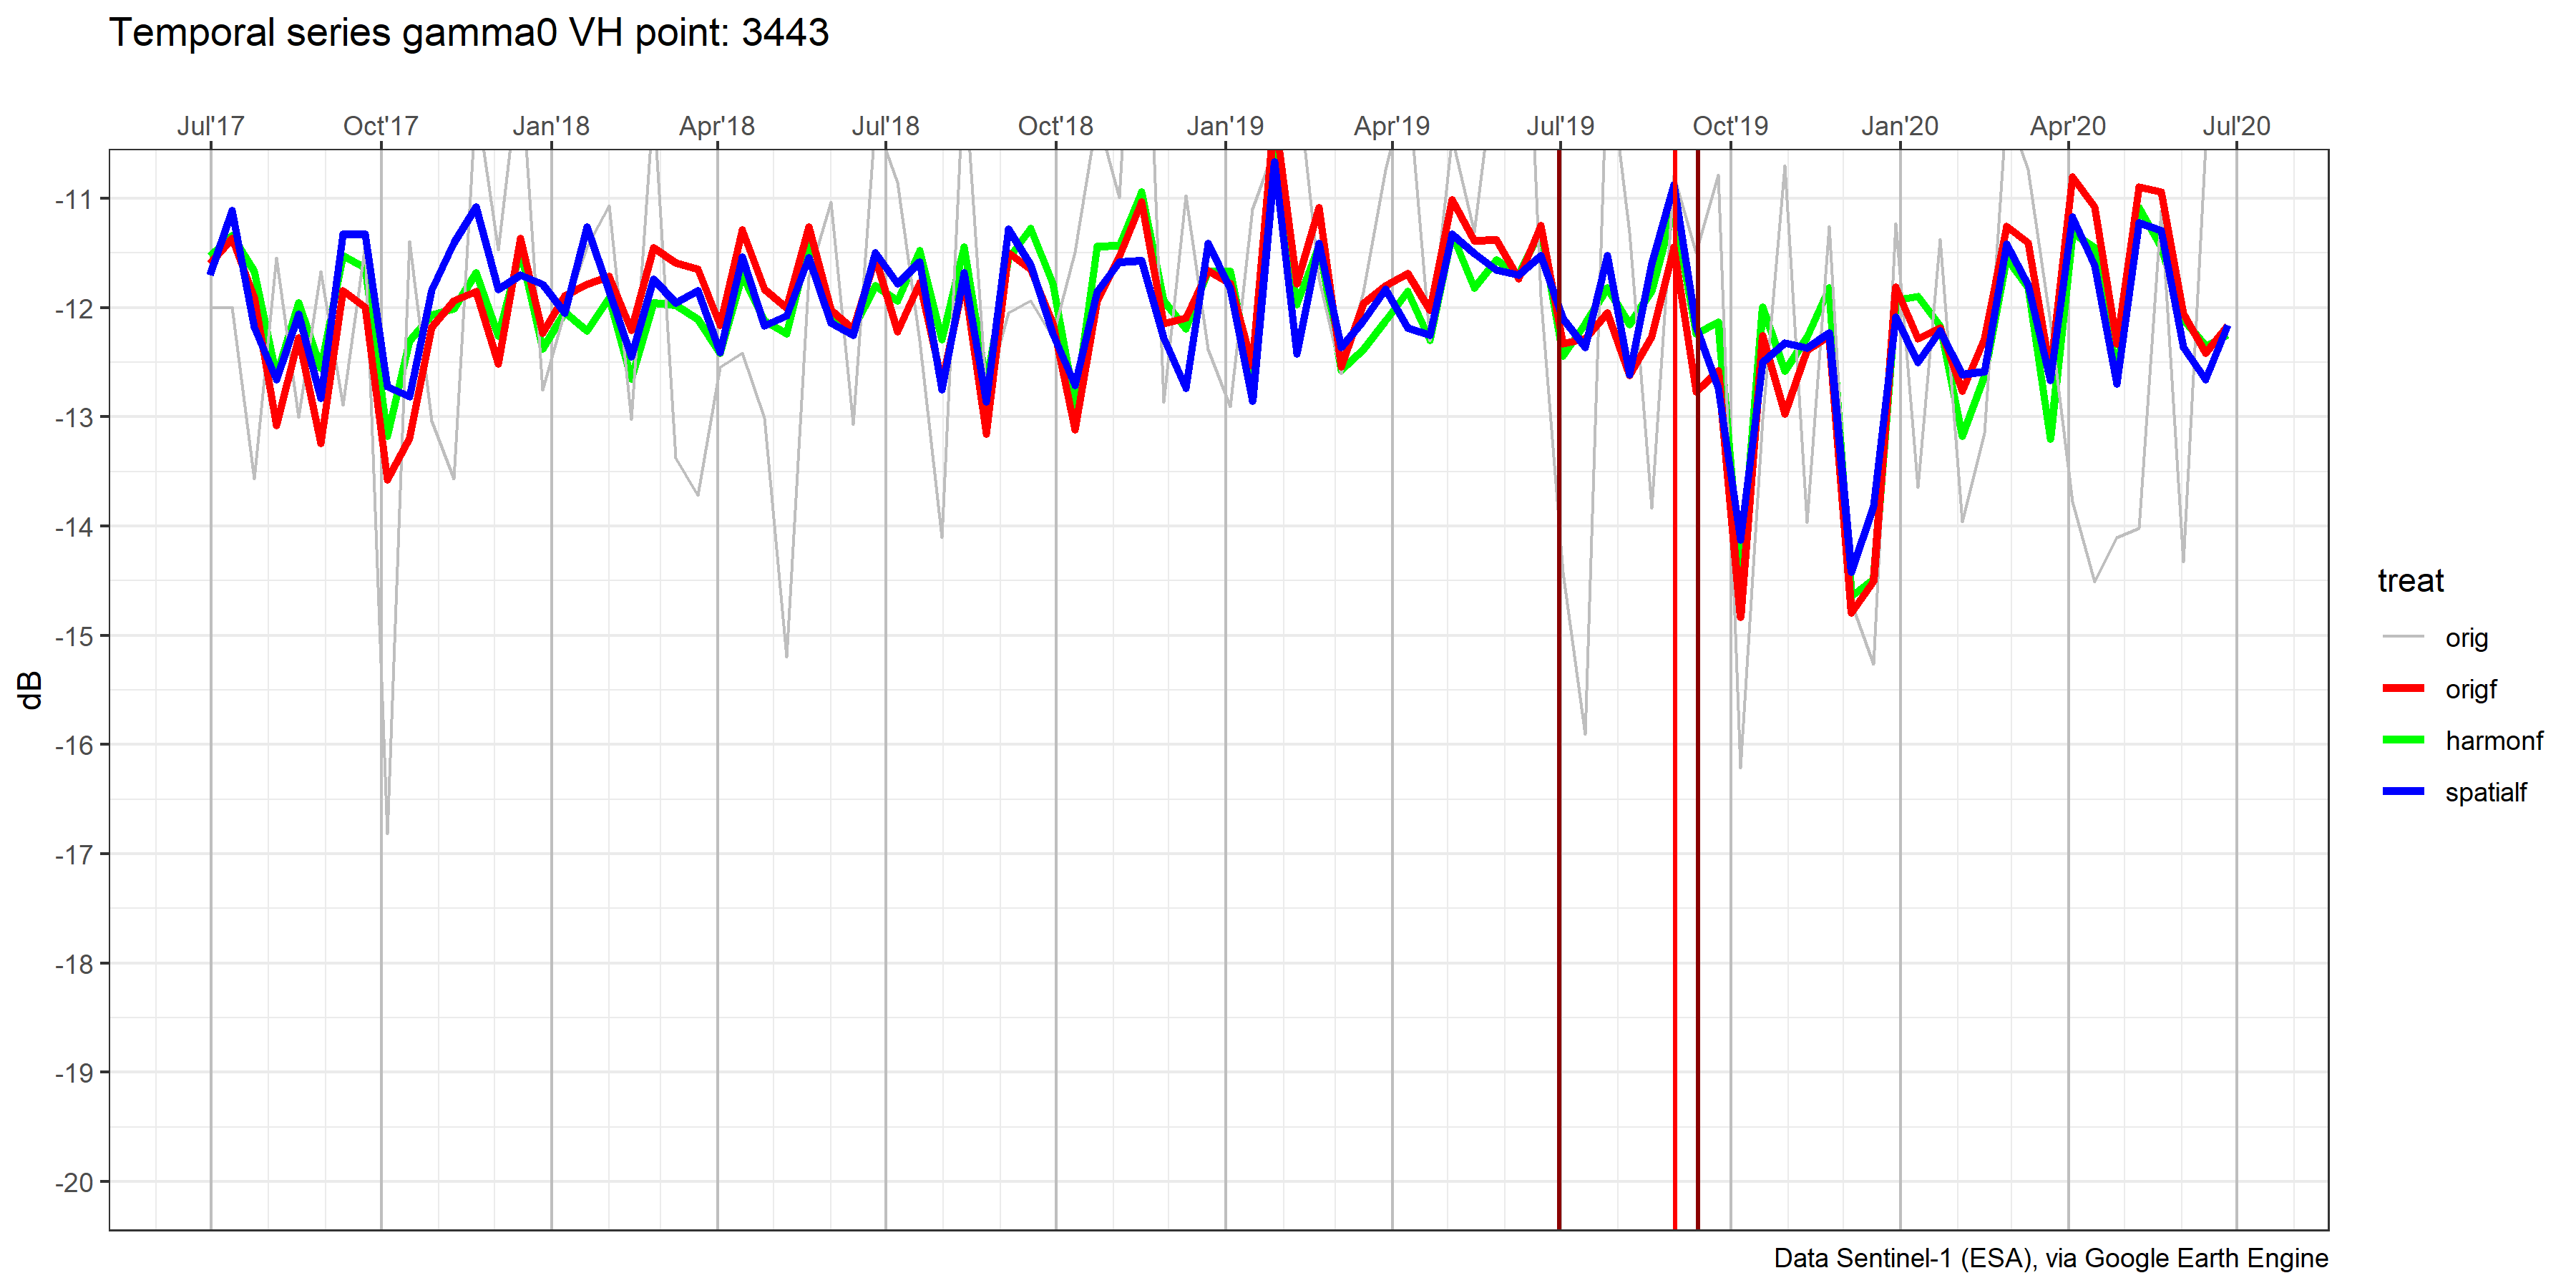 Temporal series gamma0 VH point: 3443
Jul'17 Oct'17 Jan'18 Apr'18 Jul'18 Oct'18 Jan'19 Apr'19 Jul'19 Oct'19 Jan'20 Apr'20 Jul'20
-11
-12
-13
-14
-15
-16
-17
-18
-19
-20
dB
treat
orig
origf
harmonf
spatialf
Data Sentinel-1 (ESA), via Google Earth Engine